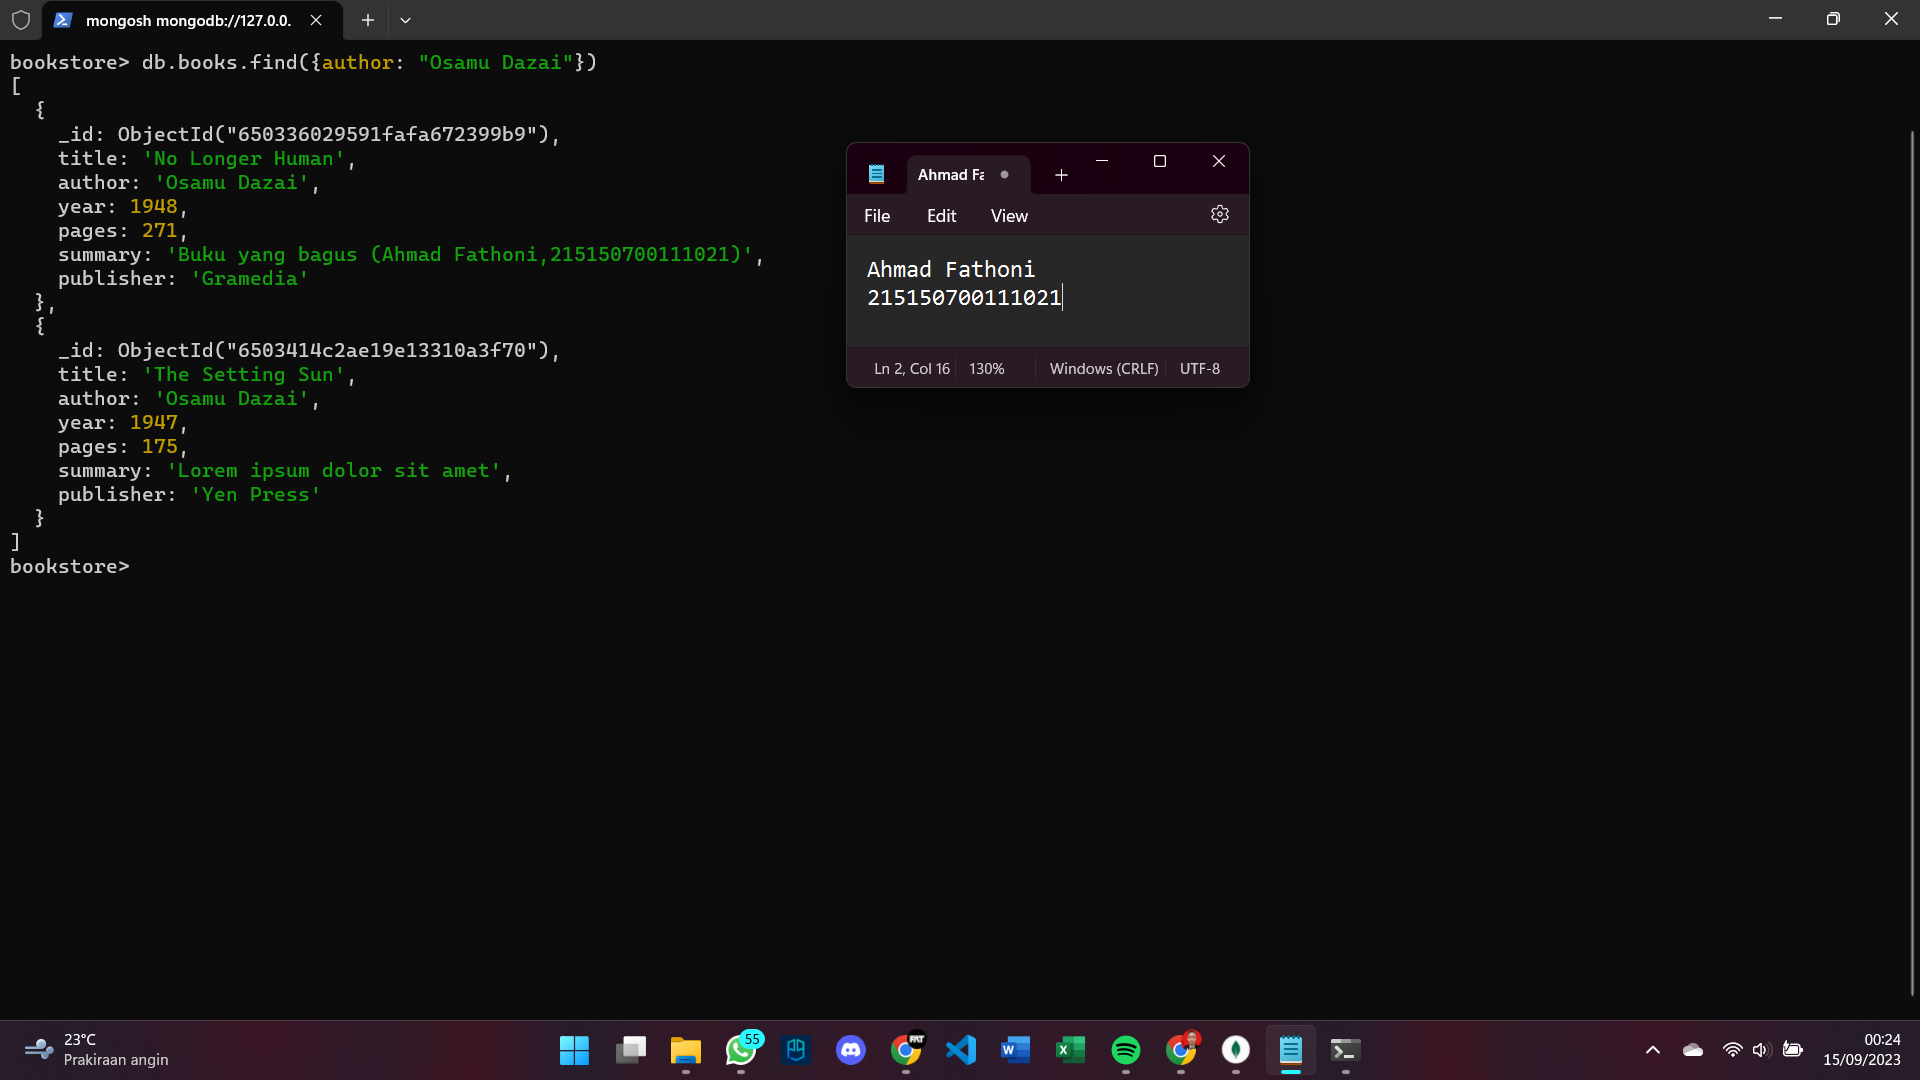 mongosh mongodb://127.0.0.
bookstore> db.books.find({author: "Osamu Dazai"})
[
  {
    _id: ObjectId("650336029591fafa672399b9"),
    title: 'No Longer Human',
    author: 'Osamu Dazai',
    year: 1948,
    pages: 271,
    summary: 'Buku yang bagus (Ahmad Fathoni,215150700111021)',
    publisher: 'Gramedia'
  },
  {
    _id: ObjectId("6503414c2ae19e13310a3f70"),
    title: 'The Setting Sun',
    author: 'Osamu Dazai',
    year: 1947,
    pages: 175,
    summary: 'Lorem ipsum dolor sit amet',
    publisher: 'Yen Press'
  }
]
bookstore>
Ahmad Fa
File Edit View
Ahmad Fathoni
215150700111021
Ln 2, Col 16 130% Windows (CRLF) UTF-8
23°C
Prakiraan angin
55
FAT
00:24
15/09/2023